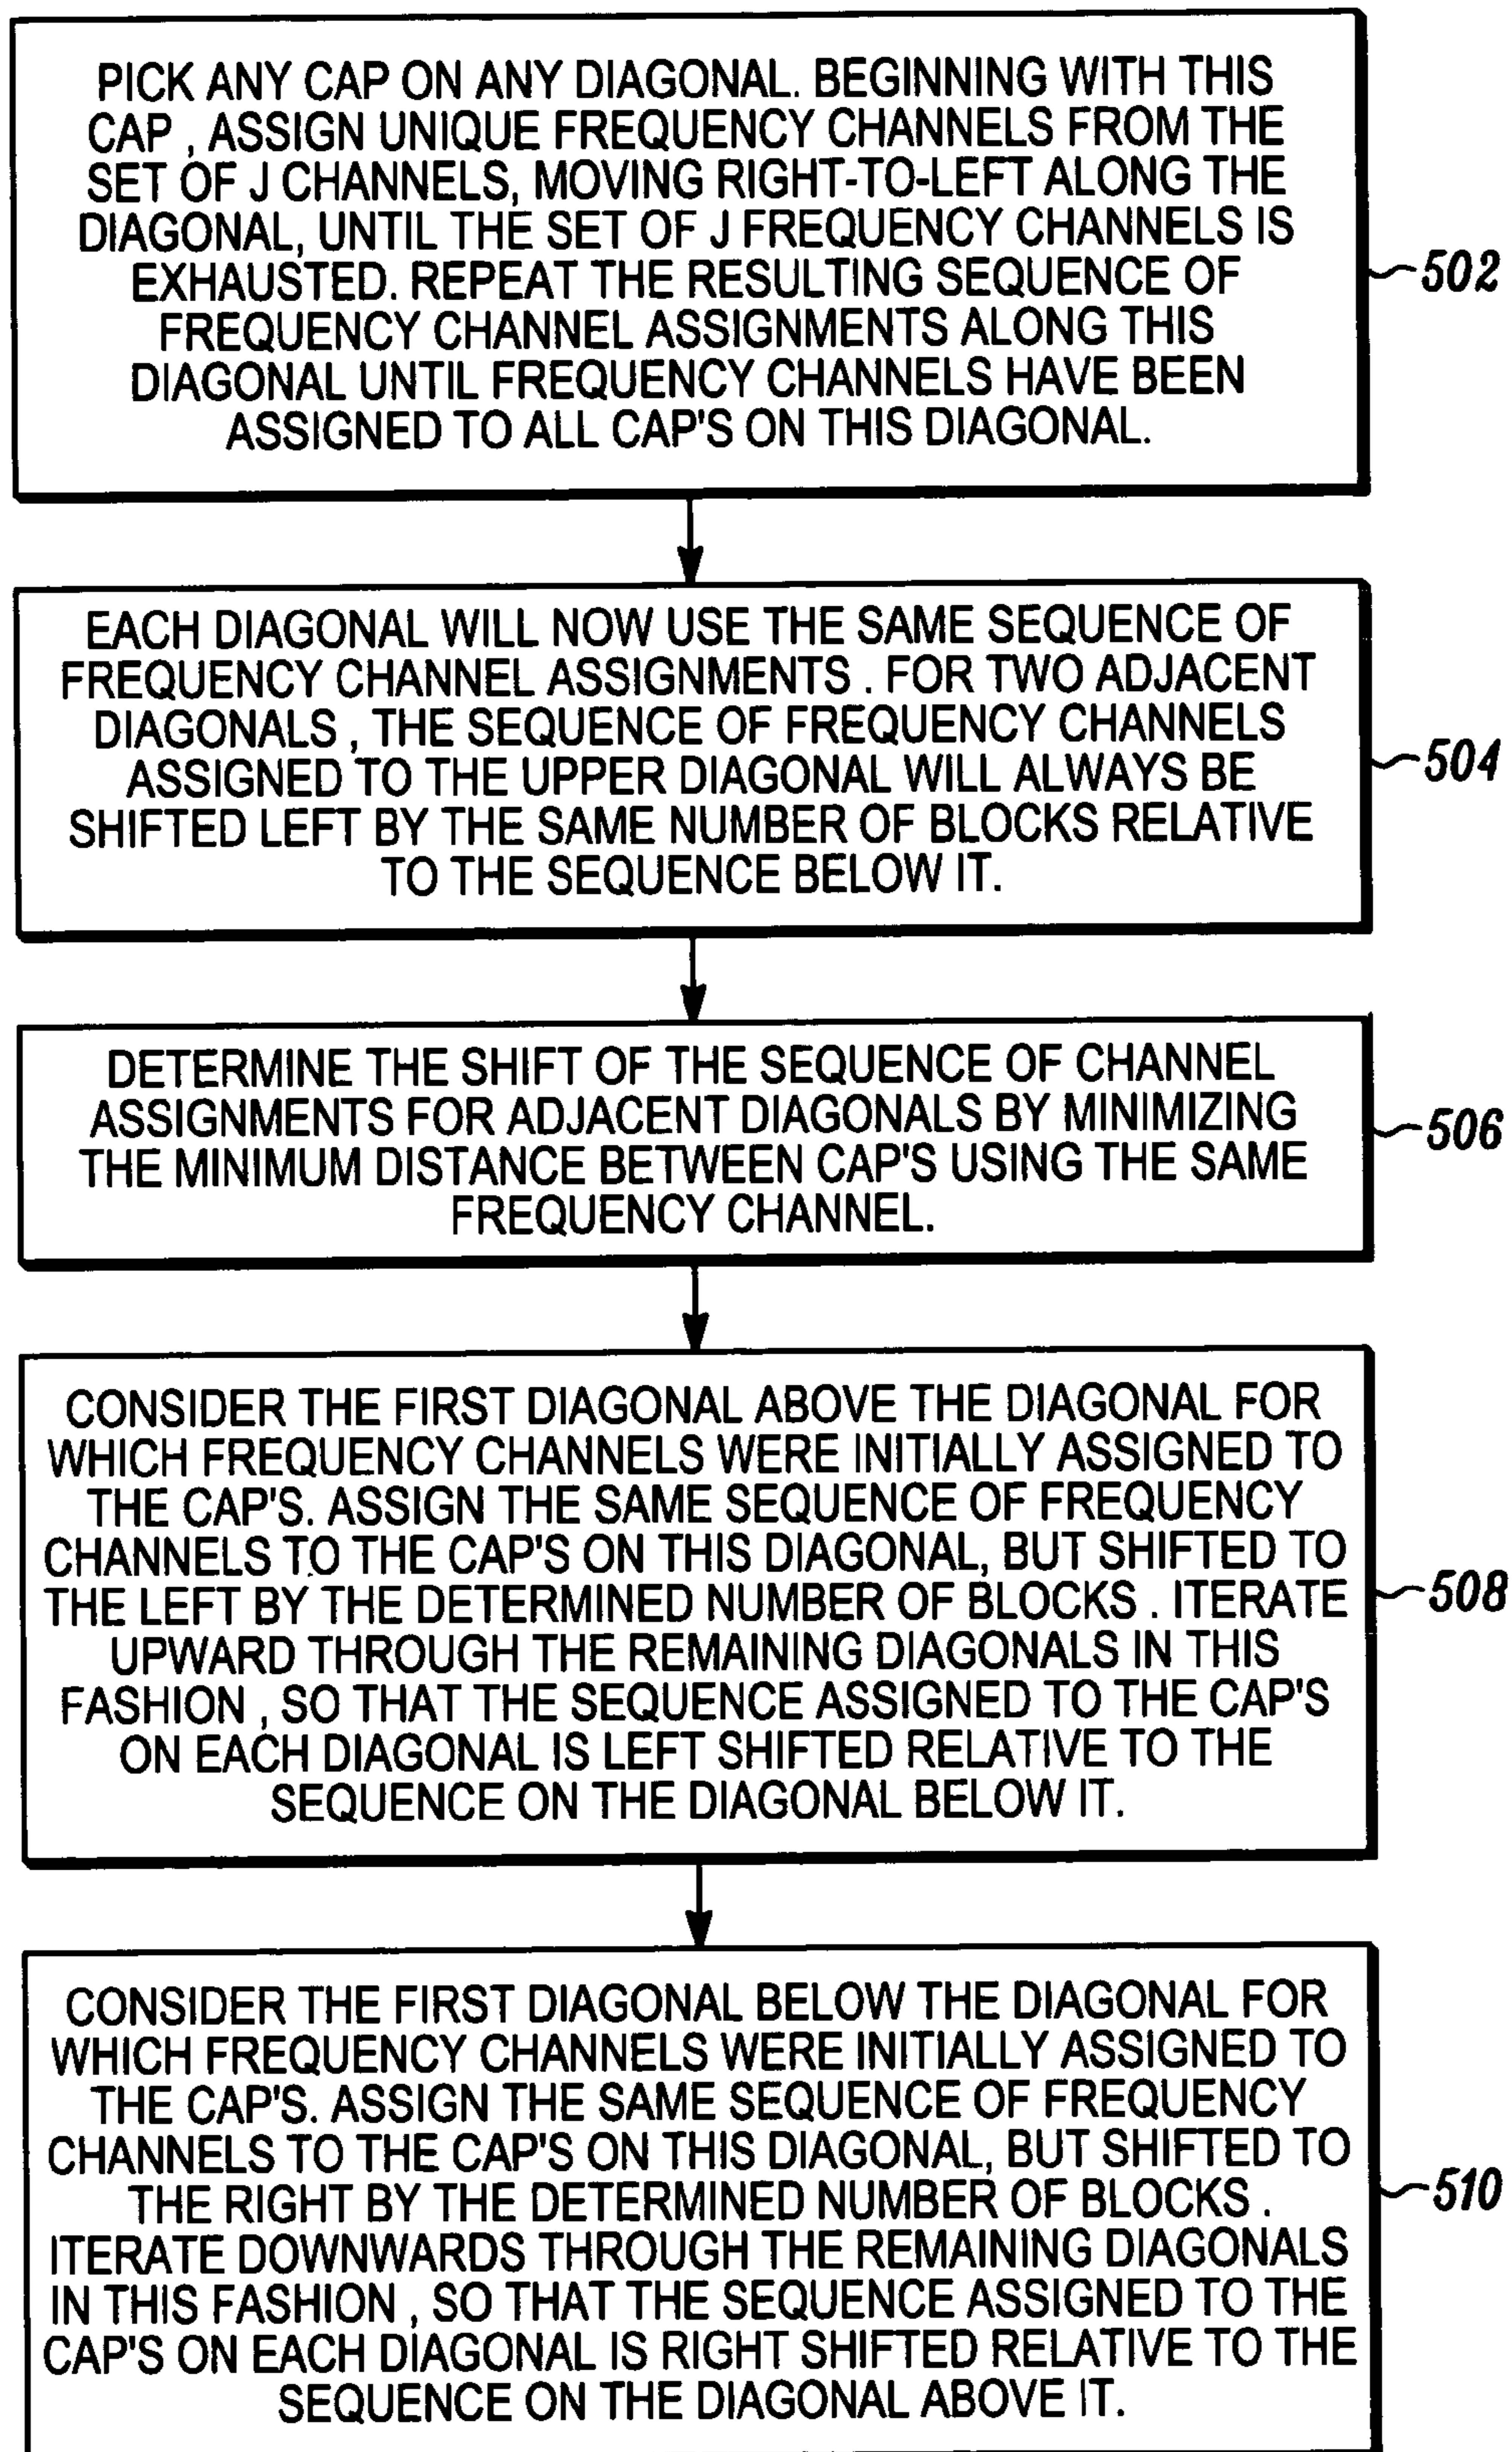 PICK ANY CAP ON ANY DIAGONAL. BEGINNING WITH THIS
CAP , ASSIGN UNIQUE FREQUENCY CHANNELS FROM THE
SET OF J CHANNELS, MOVING RIGHT-TO-LEFT ALONG THE
DIAGONAL, UNTIL THE SET OF J FREQUENCY CHANNELS IS
EXHAUSTED. REPEAT THE RESULTING SEQUENCE OF
FREQUENCY CHANNEL ASSIGNMENTS ALONG THIS
DIAGONAL UNTIL FREQUENCY CHANNELS HAVE BEEN
ASSIGNED TO ALL CAP'S ON THIS DIAGONAL.
502
EACH DIAGONAL WILL NOW USE THE SAME SEQUENCE OF
FREQUENCY CHANNEL ASSIGNMENTS . FOR TWO ADJACENT
DIAGONALS , THE SEQUENCE OF FREQUENCY CHANNELS
ASSIGNED TO THE UPPER DIAGONAL WILL ALWAYS BE
SHIFTED LEFT BY THE SAME NUMBER OF BLOCKS RELATIVE
TO THE SEQUENCE BELOW IT.
504
DETERMINE THE SHIFT OF THE SEQUENCE OF CHANNEL
ASSIGNMENTS FOR ADJACENT DIAGONALS BY MINIMIZING
THE MINIMUM DISTANCE BETWEEN CAP'S USING THE SAME
FREQUENCY CHANNEL.
506
CONSIDER THE FIRST DIAGONAL ABOVE THE DIAGONAL FOR
WHICH FREQUENCY CHANNELS WERE INITIALLY ASSIGNED TO
THE CAP'S. ASSIGN THE SAME SEQUENCE OF FREQUENCY
CHANNELS TO THE CAP'S ON THIS DIAGONAL, BUT SHIFTED TO
THE LEFT BY THE DETERMINED NUMBER OF BLOCKS . ITERATE
UPWARD THROUGH THE REMAINING DIAGONALS IN THIS
FASHION , SO THAT THE SEQUENCE ASSIGNED TO THE CAP'S
ON EACH DIAGONAL IS LEFT SHIFTED RELATIVE TO THE
SEQUENCE ON THE DIAGONAL BELOW IT.
508
CONSIDER THE FIRST DIAGONAL BELOW THE DIAGONAL FOR
WHICH FREQUENCY CHANNELS WERE INITIALLY ASSIGNED TO
THE CAP'S. ASSIGN THE SAME SEQUENCE OF FREQUENCY
CHANNELS TO THE CAP'S ON THIS DIAGONAL, BUT SHIFTED TO
THE RIGHT BY THE DETERMINED NUMBER OF BLOCKS .
ITERATE DOWNWARDS THROUGH THE REMAINING DIAGONALS
IN THIS FASHION , SO THAT THE SEQUENCE ASSIGNED TO THE
CAP'S ON EACH DIAGONAL IS RIGHT SHIFTED RELATIVE TO THE
SEQUENCE ON THE DIAGONAL ABOVE IT.
510